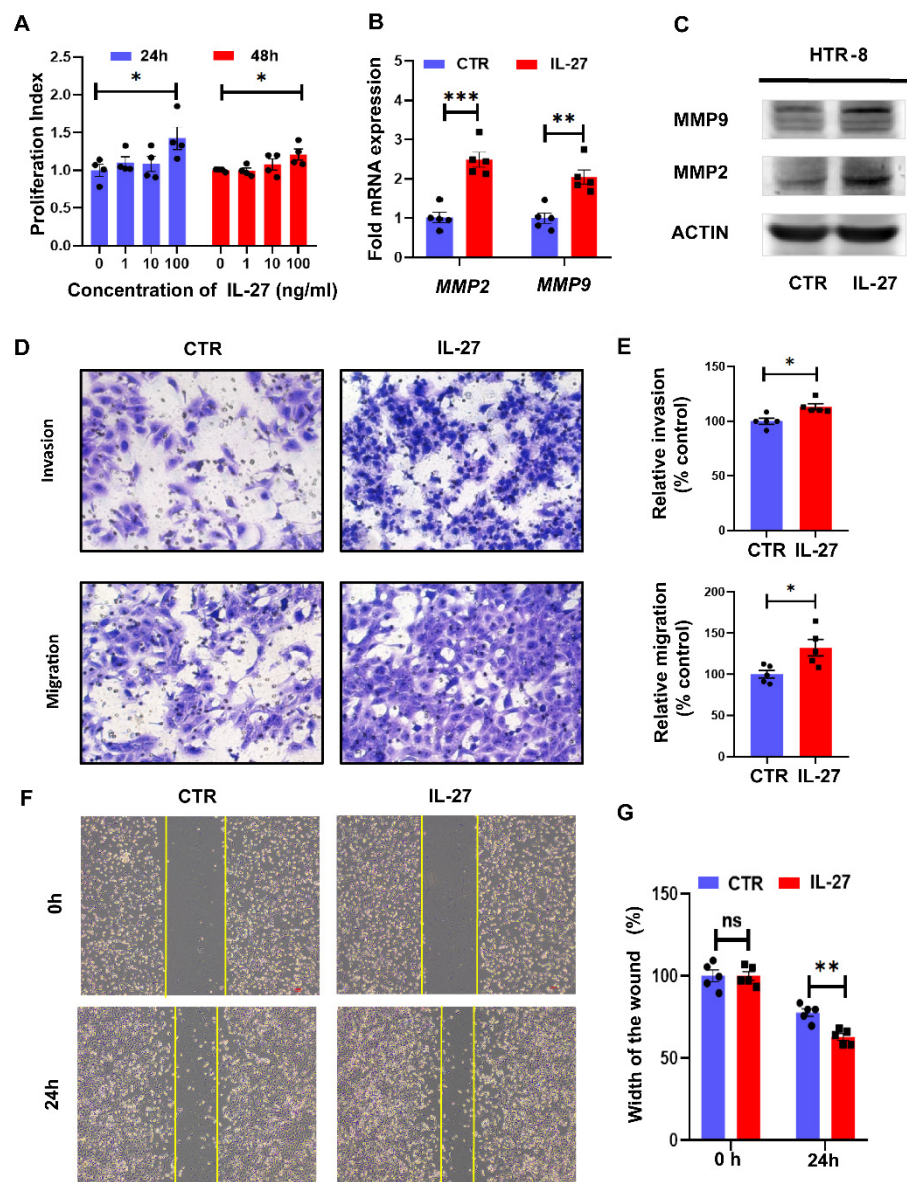 A
24h 48h
Proliferation Index
2.5
2.0
1.5
1.0
0.5
0.0
* *
0 1 10 100 0 1 10 100
Concentration of IL-27 (ng/ml)
B
CTR IL-27
Fold mRNA expression
5
4
3
2
1
0
*** **
MMP2 MMP9
C
HTR-8
MMP9
MMP2
ACTIN
CTR IL-27
D
CTR IL-27
Invasion
Migration
E
Relative invasion
(% control)
150
100
50
0
*
CTR IL-27
Relative migration
(% control)
200
150
100
50
0
*
CTR IL-27
F
CTR IL-27
0h
24h
G
CTR IL-27
Width of the wound (%)
150
100
50
0
ns
**
0 h 24h